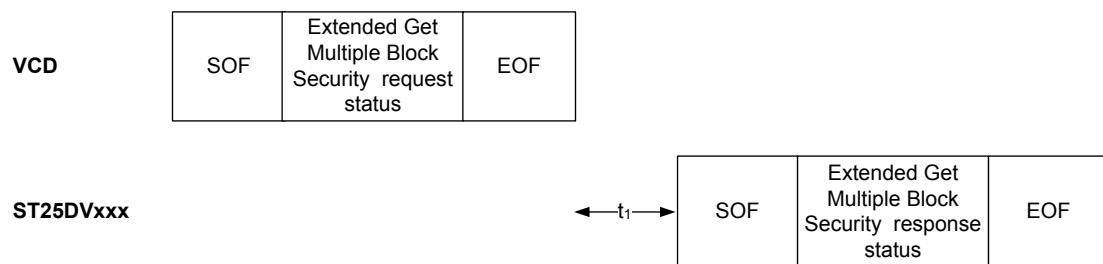 VCD
SOF
Extended Get
Multiple Block
Security request
status
EOF
ST25DVxxx
t1
SOF
Extended Get
Multiple Block
Security response
status
EOF